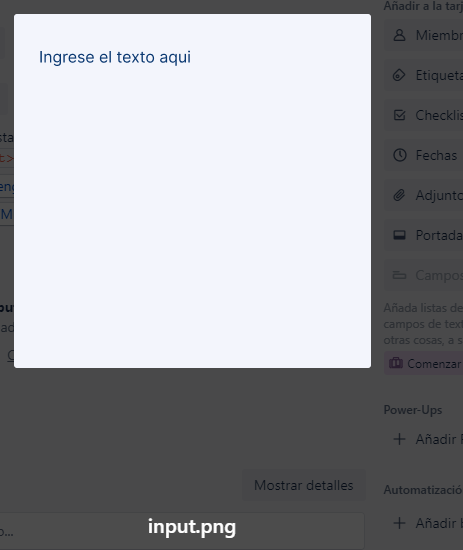 Añadir a la tarj
Ingrese el texto aqui
Miembr
Etiqueta
Checklis
Fechas
Adjunto
Portada
Campos
Añada listas de
campos de text
otras cosas, a s
Comenzar
Power-Ups
Añadir
Mostrar detalles
Automatizació
input.png
Añadir